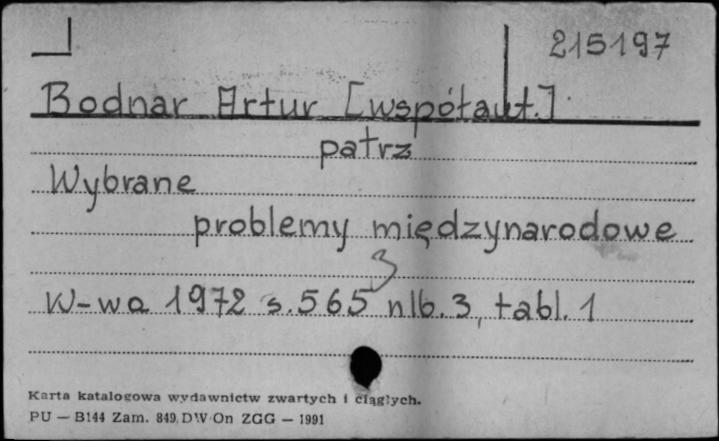 215197
Bodnar Artur [współaut.]
patrz
Wybrane
problemy międzynarodowe
W-wa 1972 s. 565 nlb. 3, tabl. 1
Karta katalogowa wydawnictw zwartych i ciągłych.
PU — B144 Zam. 849 DW On ZGG — 1991